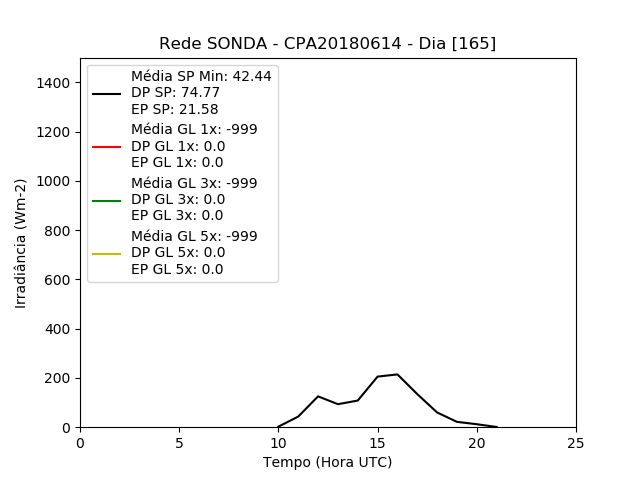 Rede SONDA - CPA20180614 - Dia [165]
Média SP Min: 42.44
DP SP: 74.77
EP SP: 21.58
Média GL 1x: -999
DP GL 1x: 0.0
EP GL 1x: 0.0
Média GL 3x: -999
DP GL 3x: 0.0
EP GL 3x: 0.0
Média GL 5x: -999
DP GL 5x: 0.0
EP GL 5x: 0.0
Irradiância (Wm-2)
1400
1200
1000
800
600
400
200
0
0 5 10 15 20 25
Tempo (Hora UTC)